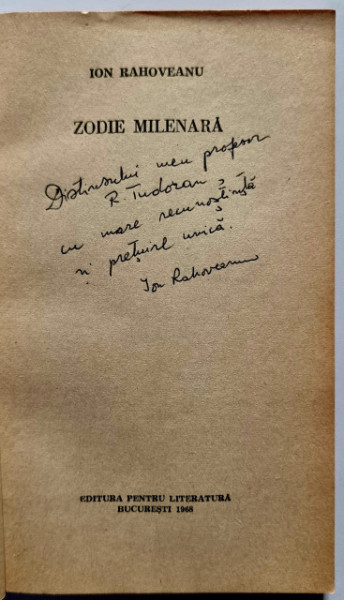 ION RAHOVEANU
ZODIE MILENARĂ
Distinsului meu profesor
R. Tudoran,
cu mare recunoștință
și prețuire unică.
Ion Rahoveanu
EDITURA PENTRU LITERATURĂ
BUCUREȘTI 1968